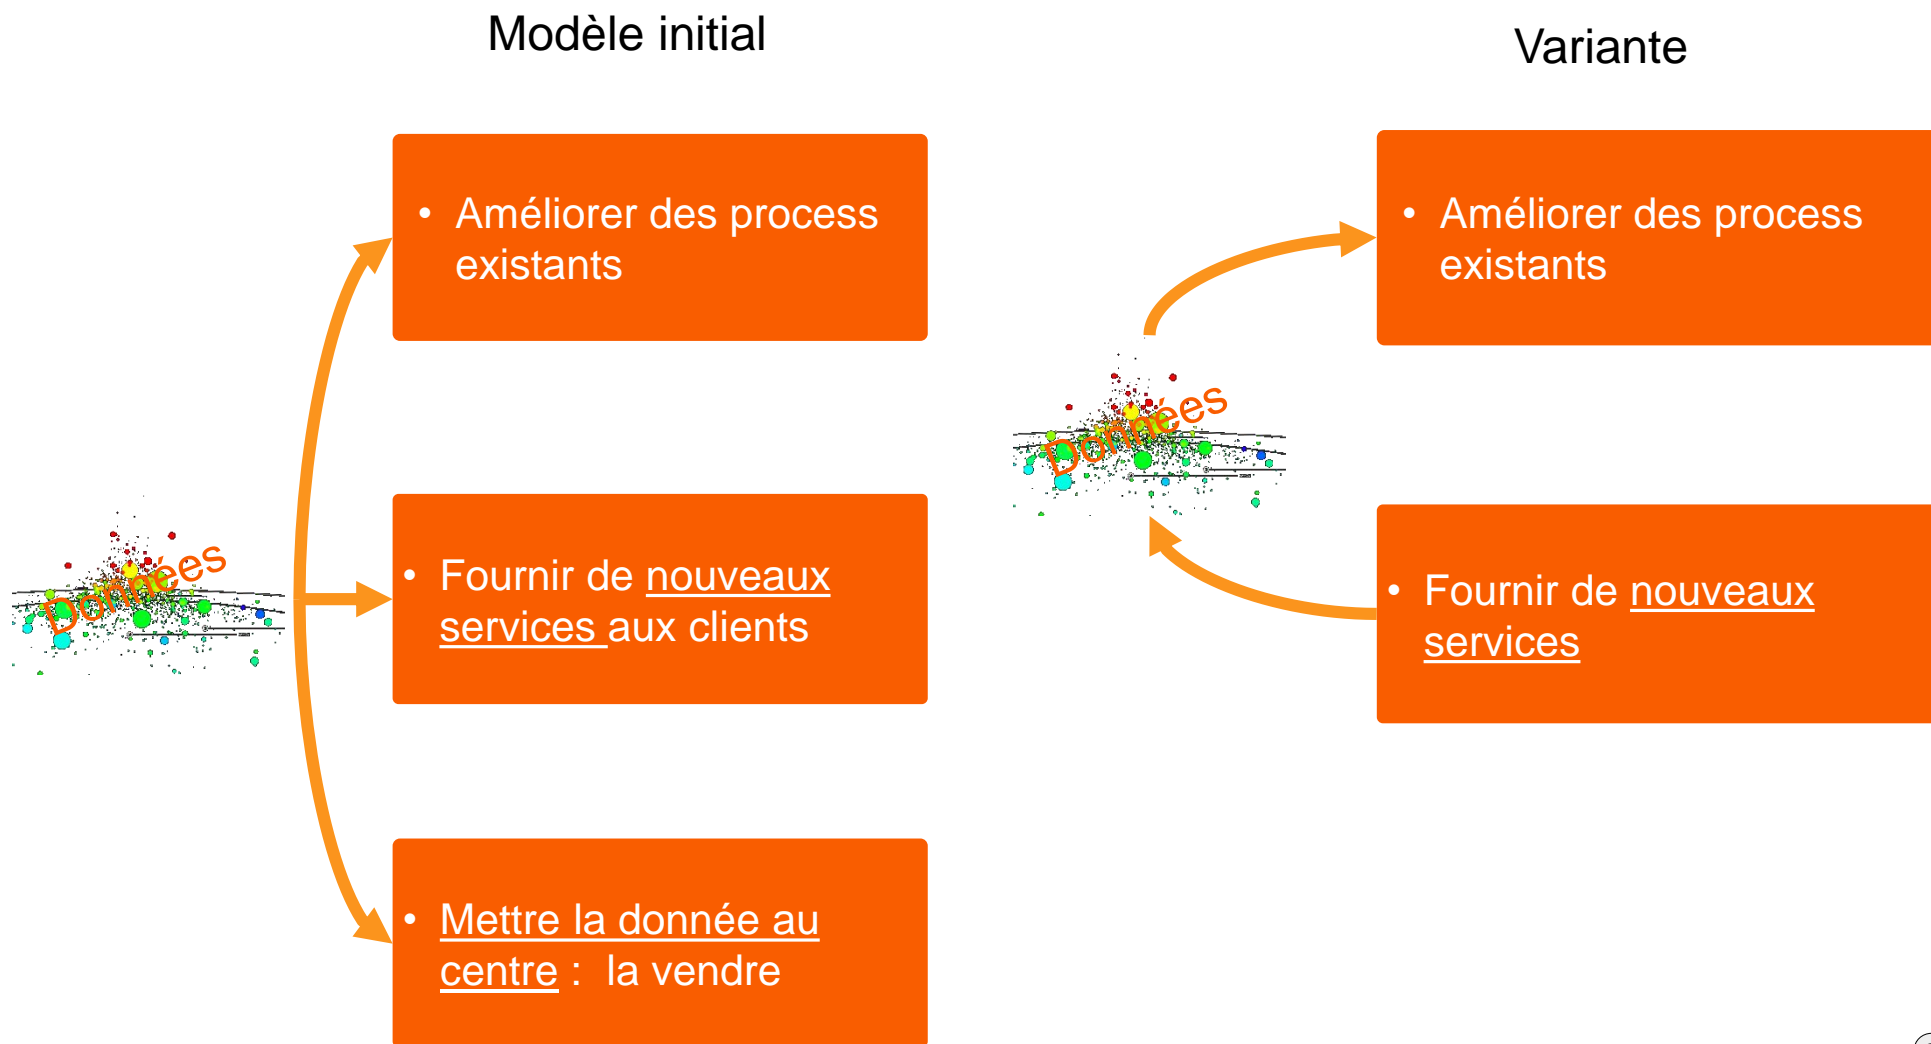 Modèle initial
• Améliorer des process
existants
Données
• Fournir de nouveaux
services aux clients
• Mettre la donnée au
centre :  la vendre
Variante
• Améliorer des process
existants
Données
• Fournir de nouveaux
services